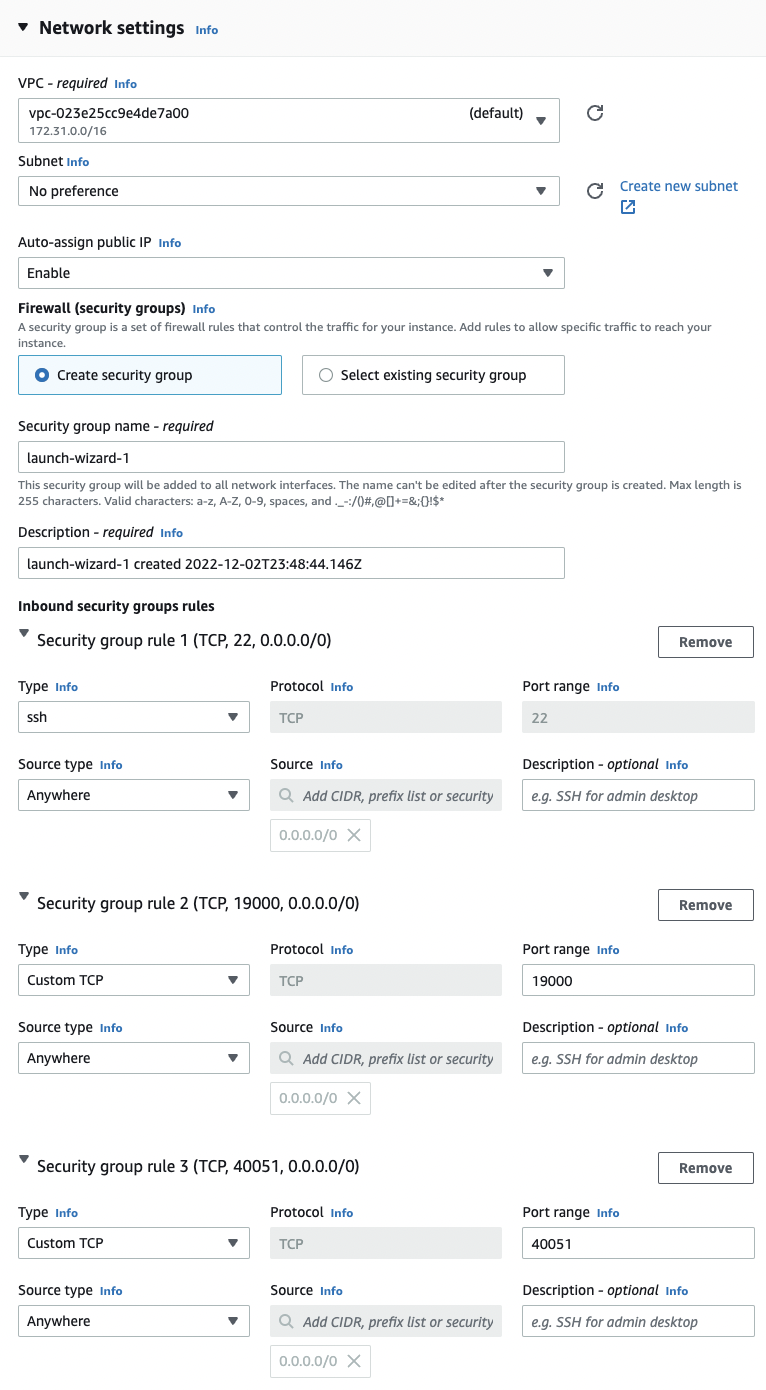 Network settings Info
VPC - required Info
vpc-023e25cc9e4de7a00 (default)
172.31.0.0/16
Subnet Info
No preference
Create new subnet
Auto-assign public IP Info
Enable
Firewall (security groups) Info
A security group is a set of firewall rules that control the traffic for your instance. Add rules to allow specific traffic to reach your
instance.
Create security group Select existing security group
Security group name - required
launch-wizard-1
This security group will be added to all network interfaces. The name can't be edited after the security group is created. Max length is
255 characters. Valid characters: a-z, A-Z, 0-9, spaces, and ._-:/()#,@[]+=&;{}!$*
Description - required Info
launch-wizard-1 created 2022-12-02T23:48:44.146Z
Inbound security groups rules
Security group rule 1 (TCP, 22, 0.0.0.0/0) Remove
Type Info Protocol Info Port range Info
ssh TCP 22
Source type Info Source Info Description - optional Info
Anywhere Add CIDR, prefix list or security e.g. SSH for admin desktop
0.0.0.0/0
Security group rule 2 (TCP, 19000, 0.0.0.0/0) Remove
Type Info Protocol Info Port range Info
Custom TCP TCP 19000
Source type Info Source Info Description - optional Info
Anywhere Add CIDR, prefix list or security e.g. SSH for admin desktop
0.0.0.0/0
Security group rule 3 (TCP, 40051, 0.0.0.0/0) Remove
Type Info Protocol Info Port range Info
Custom TCP TCP 40051
Source type Info Source Info Description - optional Info
Anywhere Add CIDR, prefix list or security e.g. SSH for admin desktop
0.0.0.0/0